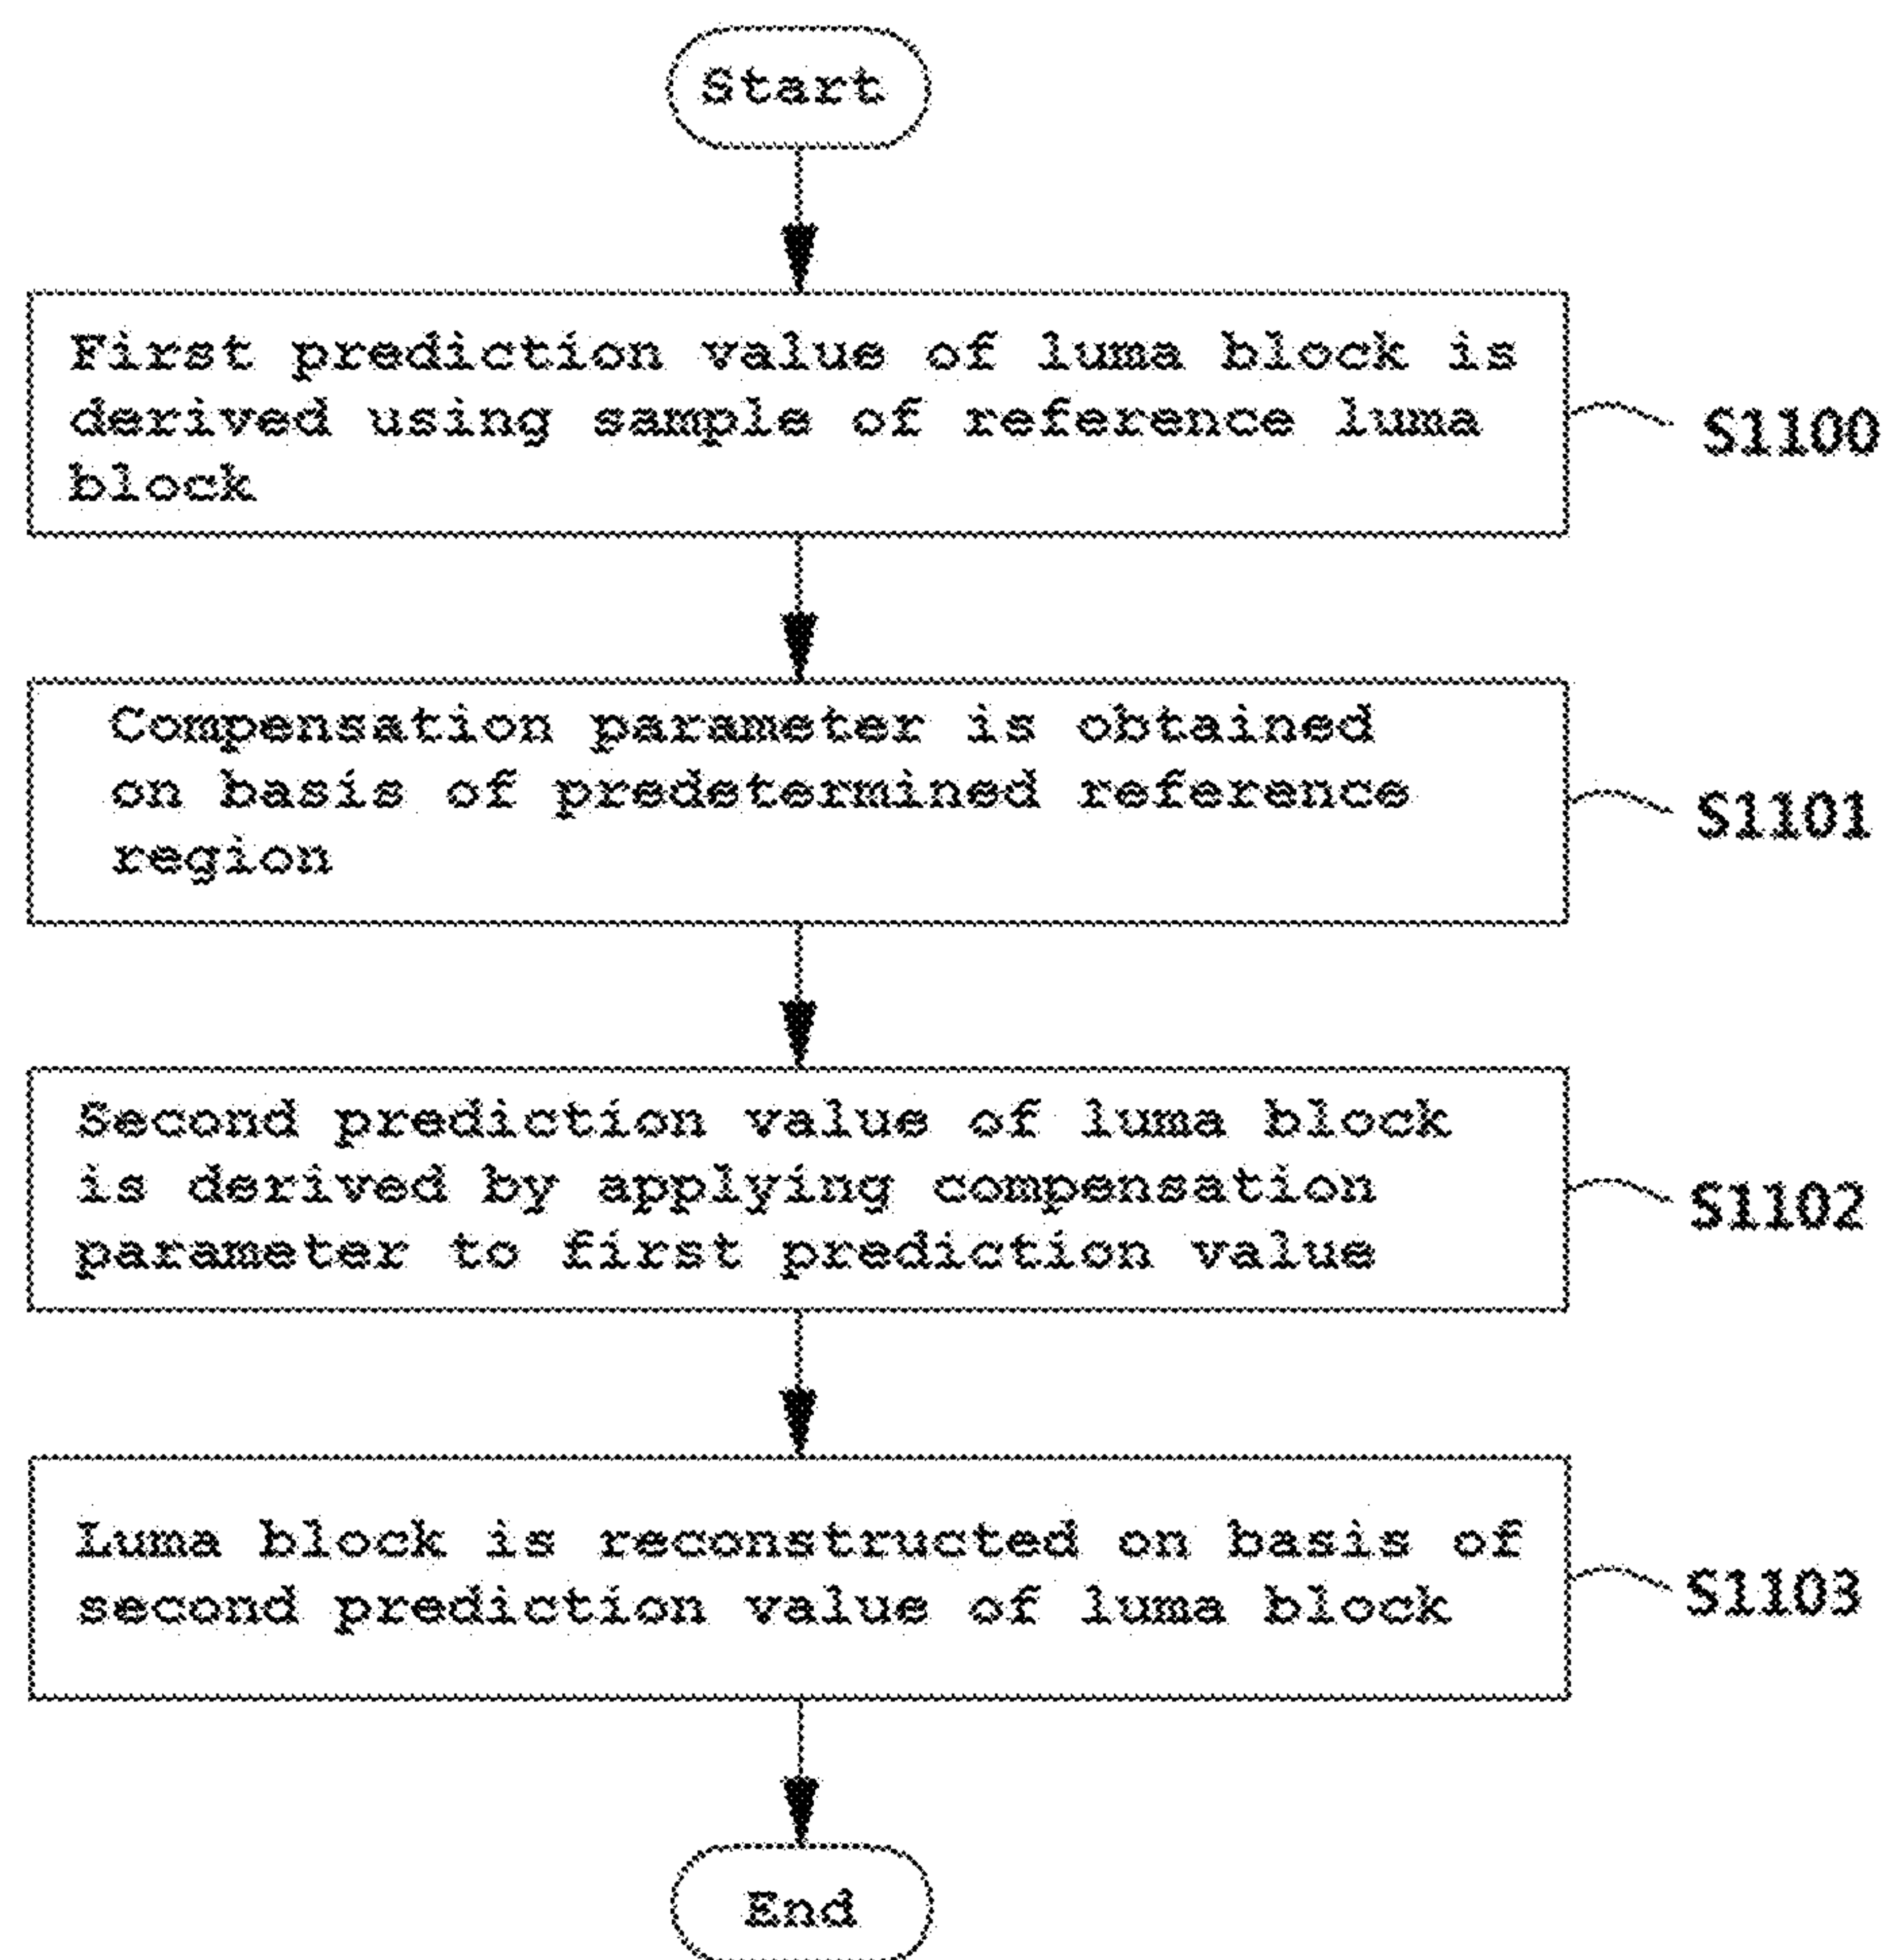 Start
First prediction value of luma block is
derived using sample of reference luma
block
S1100
Compensation parameter is obtained
on basis of predetermined reference
region
S1101
Second prediction value of luma block
is derived by applying compensation
parameter to first prediction value
S1102
Luma block is reconstructed on basis of
second prediction value of luma block
S1103
End